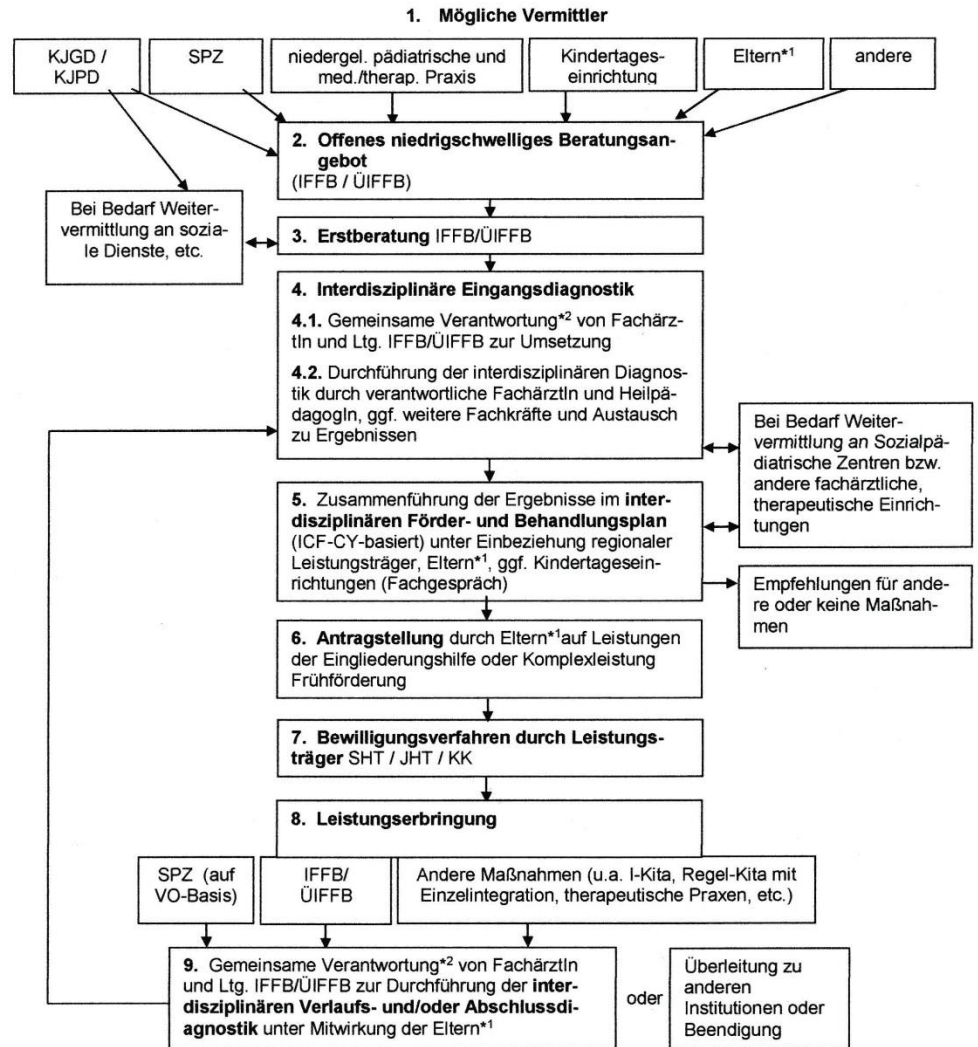 1. Mögliche Vermittler
KJGD /
KJPD
SPZ
niedergel. pädiatrische und
med./therap. Praxis
Kindertages-
einrichtung
Eltern*1
andere
2. Offenes niedrigschwelliges Beratungsan-
gebot
(IFFB / ÜIFFB)
Bei Bedarf Weiter-
vermittlung an sozia-
le Dienste, etc.
3. Erstberatung IFFB/ÜIFFB
4. Interdisziplinäre Eingangsdiagnostik
4.1. Gemeinsame Verantwortung*2 von Fachärz-
tIn und Ltg. IFFB/ÜIFFB zur Umsetzung
4.2. Durchführung der interdisziplinären Diagnos-
tik durch verantwortliche FachärztIn und Heilpä-
dagogIn, ggf. weitere Fachkräfte und Austausch
zu Ergebnissen
Bei Bedarf Weiter-
vermittlung an Sozialpä-
diatrische Zentren bzw.
andere fachärztliche,
therapeutische Einrich-
tungen
5. Zusammenführung der Ergebnisse im inter-
disziplinären Förder- und Behandlungsplan
(ICF-CY-basiert) unter Einbeziehung regionaler
Leistungsträger, Eltern*1, ggf. Kindertagesein-
richtungen (Fachgespräch)
Empfehlungen für ande-
re oder keine Maßnah-
men
6. Antragstellung durch Eltern*1auf Leistungen
der Eingliederungshilfe oder Komplexleistung
Frühförderung
7. Bewilligungsverfahren durch Leistungs-
träger SHT / JHT / KK
8. Leistungserbringung
SPZ (auf
VO-Basis)
IFFB/
ÜIFFB
Andere Maßnahmen (u.a. I-Kita, Regel-Kita mit
Einzelintegration, therapeutische Praxen, etc.)
9. Gemeinsame Verantwortung*2 von FachärztIn
und Ltg. IFFB/ÜIFFB zur Durchführung der inter-
disziplinären Verlaufs- und/oder Abschlussdi-
agnostik unter Mitwirkung der Eltern*1
oder
Überleitung zu
anderen
Institutionen oder
Beendigung